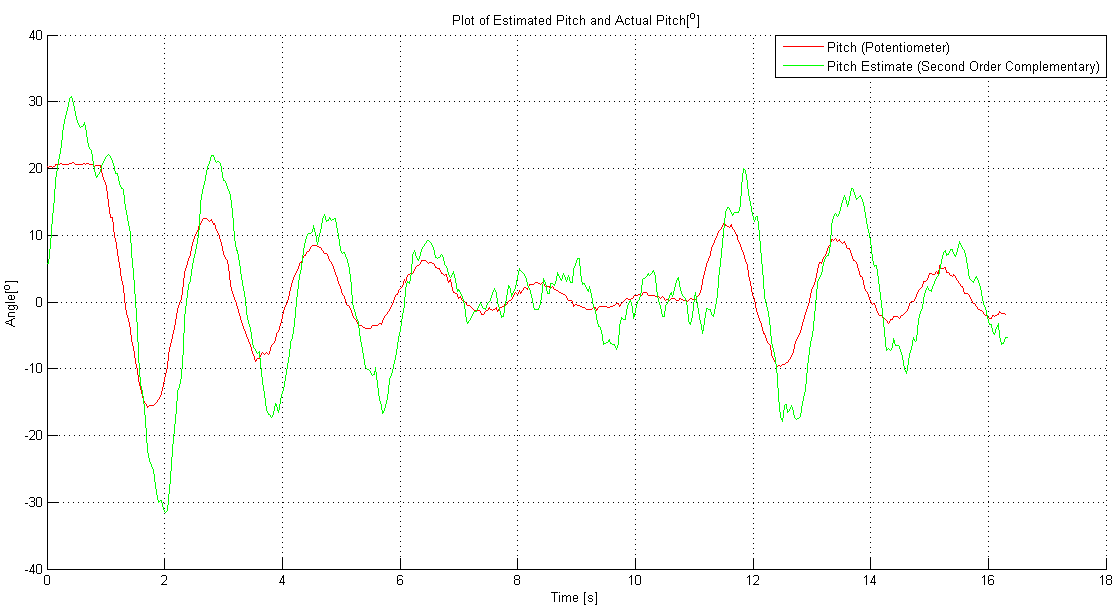 Plot of Estimated Pitch and Actual Pitch[o]
Pitch (Potentiometer)
Pitch Estimate (Second Order Complementary)
40
30
20
10
0
-10
-20
-30
-40
Angle[o]
0 2 4 6 8 10 12 14 16 18
Time [s]